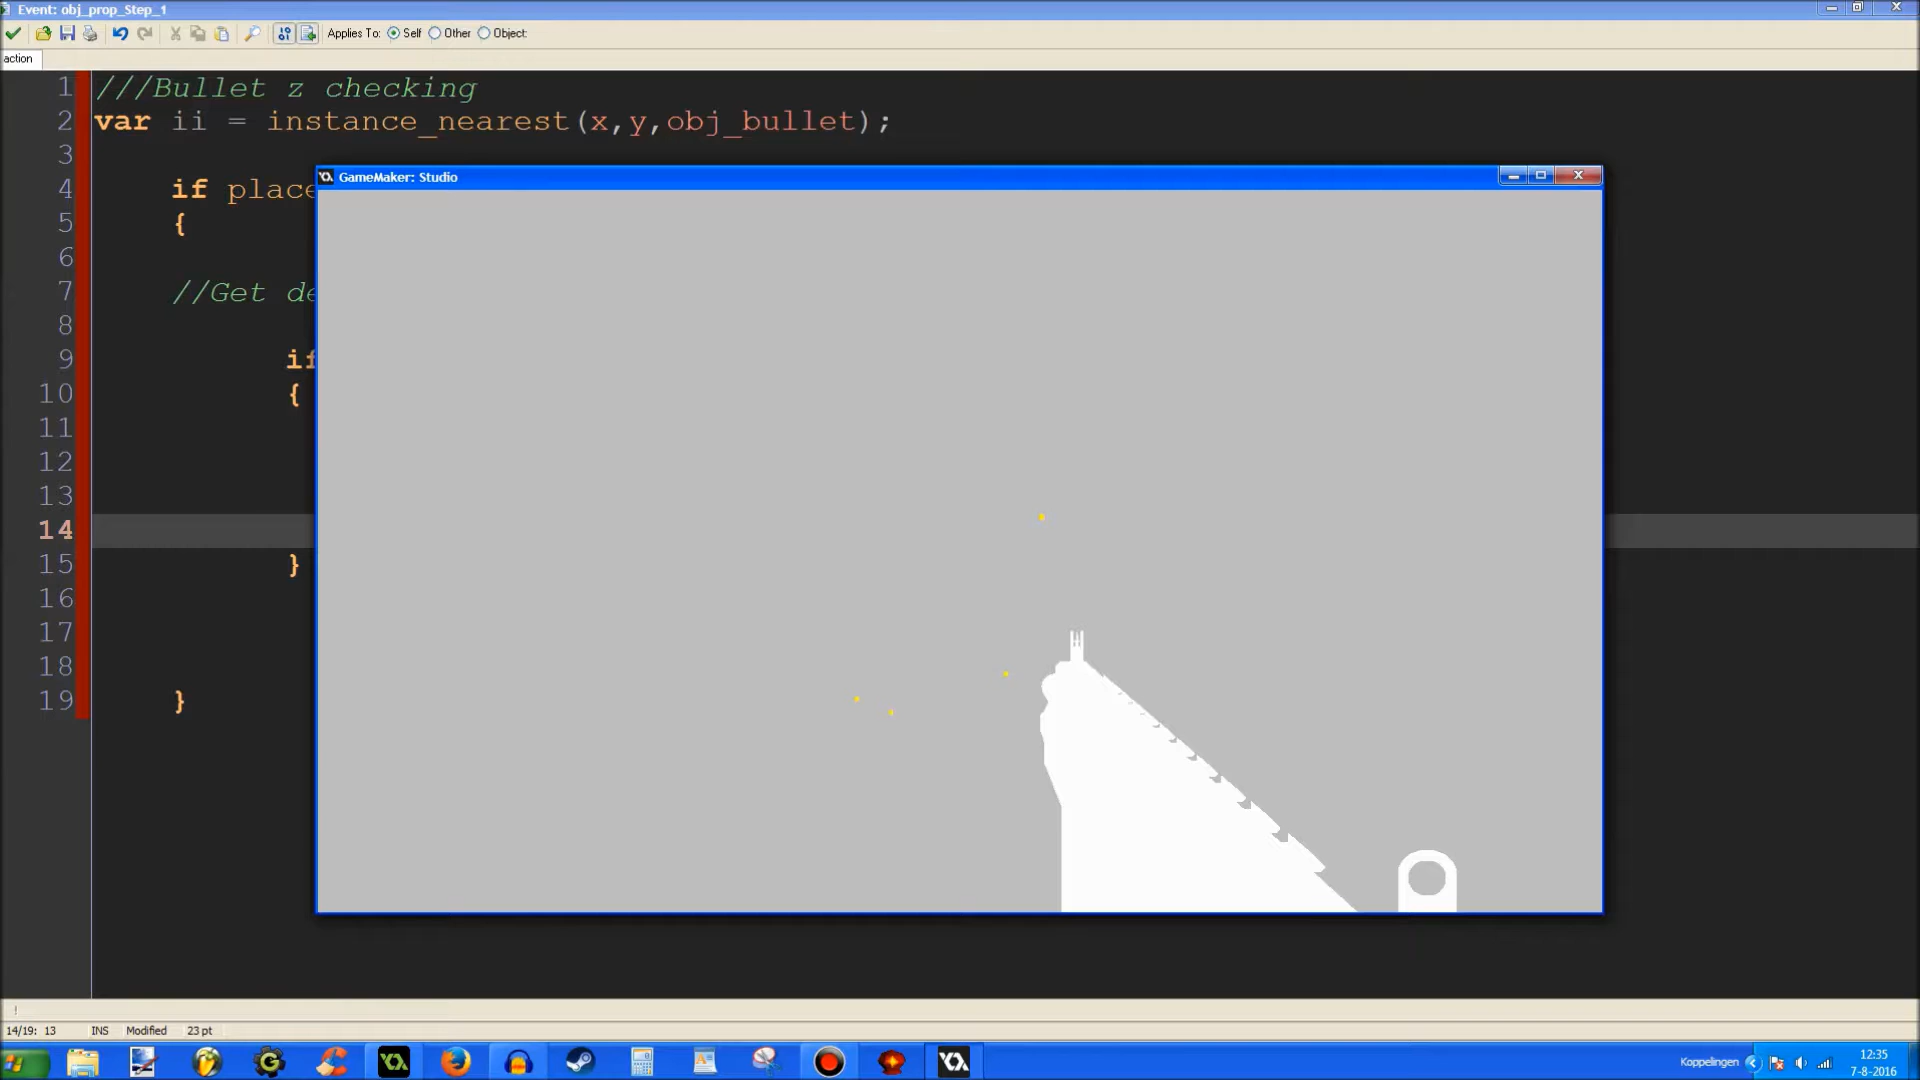 Event: obj_prop_Step_1
Applies To: Self Other Object:
action
1 ///Bullet z checking
2 var ii = instance_nearest(x,y,obj_bullet);
3
4 if place
5 {
6
7 //Get de
8
9 if
10 {
11
12
13
14
15 }
16
17
18
19 }
GameMaker: Studio
14/19: 13 INS Modified 23 pt
Koppelingen
12:35
7-8-2016